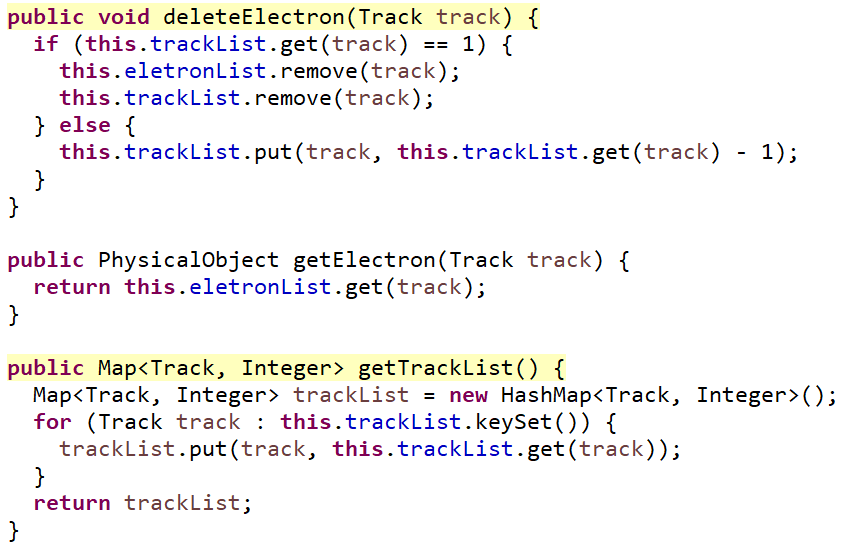 public void deleteElectron(Track track) {
  if (this.trackList.get(track) == 1) {
    this.eletronList.remove(track);
    this.trackList.remove(track);
  } else {
    this.trackList.put(track, this.trackList.get(track) - 1);
  }
}

public PhysicalObject getElectron(Track track) {
  return this.eletronList.get(track);
}

public Map<Track, Integer> getTrackList() {
  Map<Track, Integer> trackList = new HashMap<Track, Integer>();
  for (Track track : this.trackList.keySet()) {
    trackList.put(track, this.trackList.get(track));
  }
  return trackList;
}